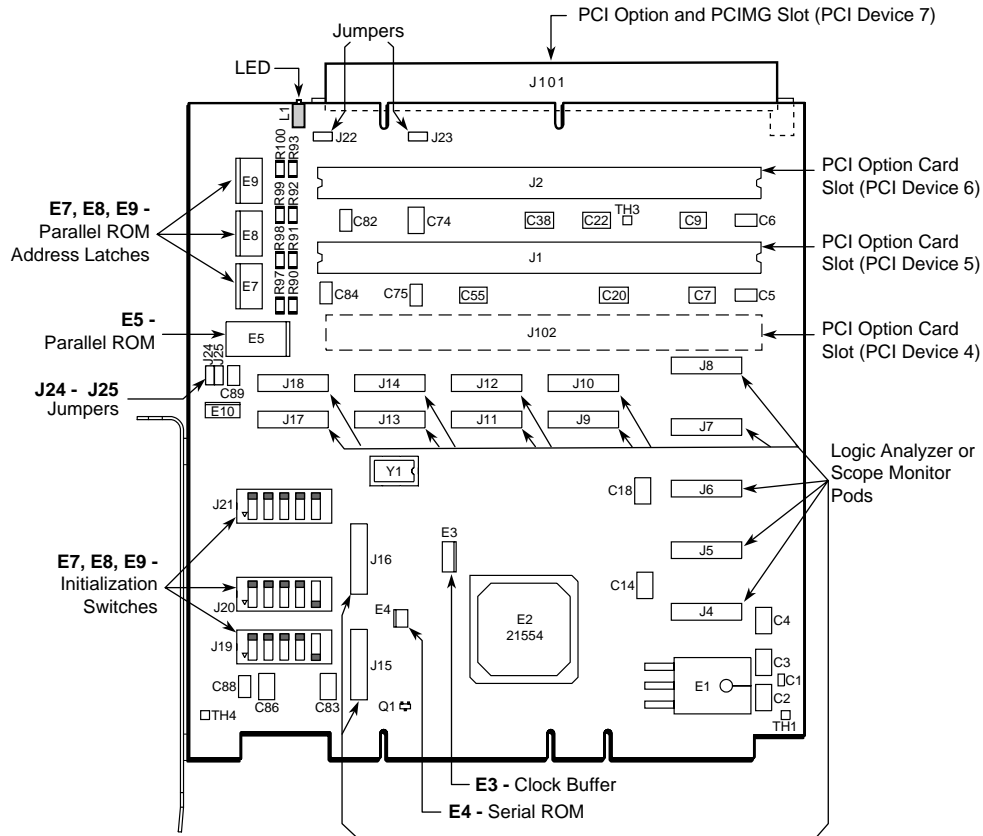 PCI Option and PCIMG Slot (PCI Device 7)
Jumpers
LED
J101
L1
J22
J23
R100
R93
E9
R99
R92
J2
PCI Option Card
Slot (PCI Device 6)
E7, E8, E9 -
Parallel ROM
Address Latches
E8
R98
R91
C82
C74
C38
C22
TH3
C9
C6
J1
PCI Option Card
Slot (PCI Device 5)
E7
R97
R90
C84
C75
C55
C20
C7
C5
E5 -
Parallel ROM
E5
J102
PCI Option Card
Slot (PCI Device 4)
J24
J25
C89
E10
J24 - J25
Jumpers
J18
J14
J12
J10
J8
J17
J13
J11
J9
J7
Y1
Logic Analyzer or
Scope Monitor
Pods
C18
J6
J21
E3
J16
J5
E7, E8, E9 -
Initialization
Switches
J20
C14
E4
E2
21554
J4
C4
J19
J15
C3
C1
E1
C2
C88
C86
C83
Q1
TH4
TH1
E3 - Clock Buffer
E4 - Serial ROM